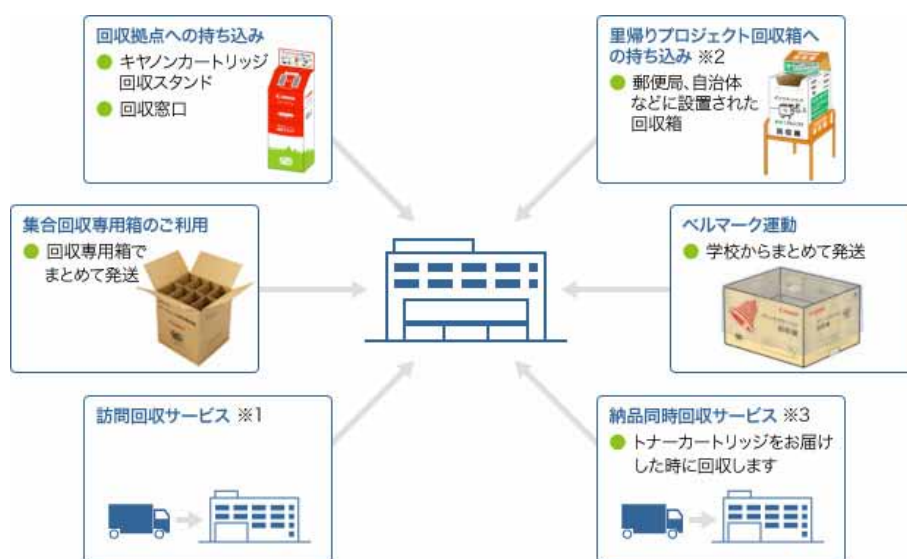 回収拠点への持ち込み
キヤノンカートリッジ
回収スタンド
回収窓口
里帰りプロジェクト回収箱へ
の持ち込み ※2
郵便局、自治体
などに設置された
回収箱
回収箱
集合回収専用箱のご利用
回収専用箱で
まとめて発送
ベルマーク運動
学校からまとめて発送
訪問回収サービス ※1
納品同時回収サービス ※3
トナーカートリッジをお届け
した時に回収します